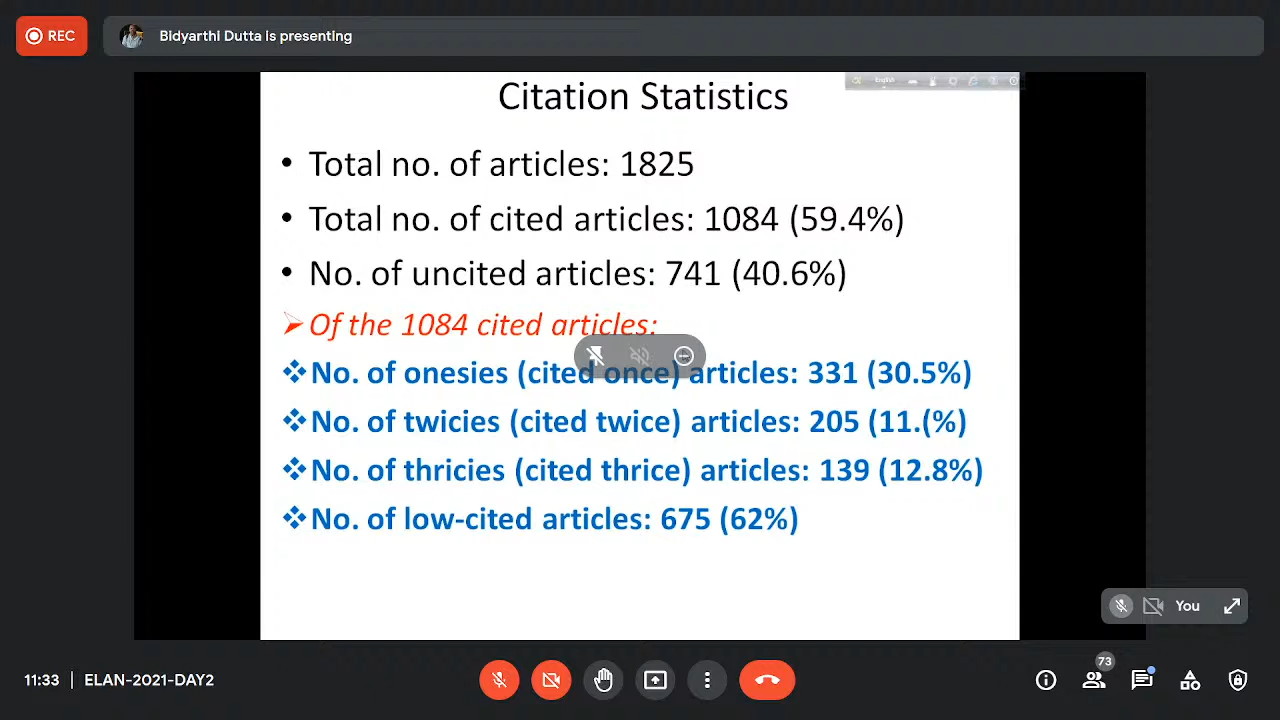 REC
Bidyarthi Dutta is presenting
English
Citation Statistics
• Total no. of articles: 1825
• Total no. of cited articles: 1084 (59.4%)
• No. of uncited articles: 741 (40.6%)
➢ Of the 1084 cited articles:
❖ No. of onesies (cited once) articles: 331 (30.5%)
❖ No. of twicies (cited twice) articles: 205 (11.(%)
❖ No. of thricies (cited thrice) articles: 139 (12.8%)
❖ No. of low-cited articles: 675 (62%)
You
73
11:33 | ELAN-2021-DAY2